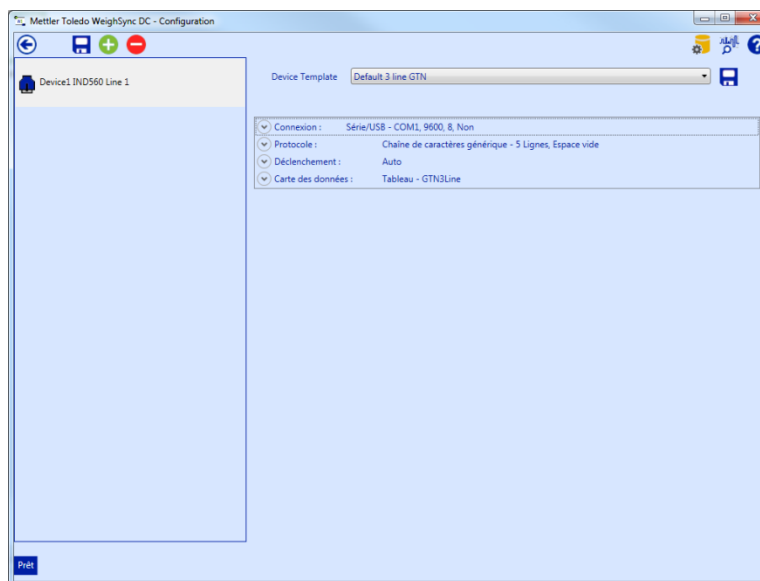 Mettler Toledo WeighSync DC - Configuration
Device1 IND560 Line 1
Device Template Default 3 line GTN
Connexion : Série/USB - COM1, 9600, 8, Non
Protocole : Chaîne de caractères générique - 5 Lignes, Espace vide
Déclenchement : Auto
Carte des données : Tableau - GTN3Line
Prêt